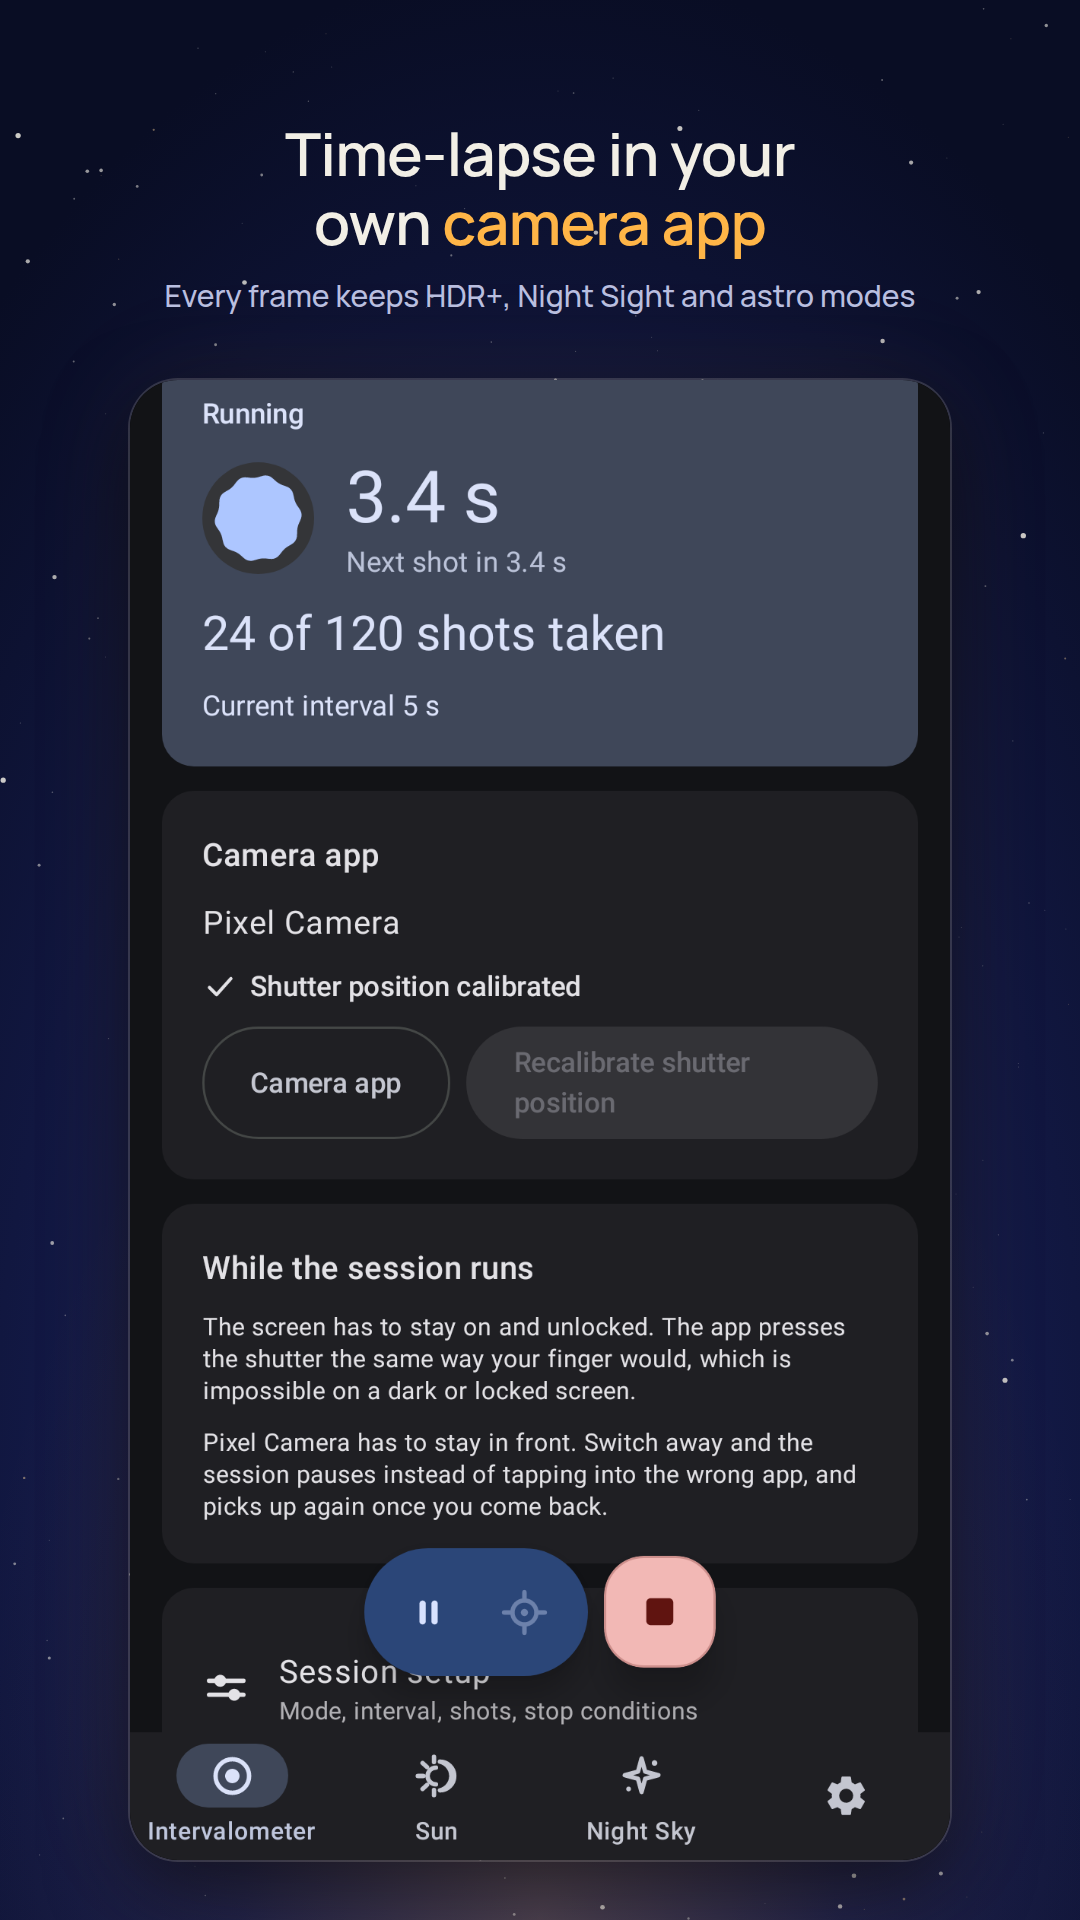 Time-lapse in your
own camera app
Every frame keeps HDR+, Night Sight and astro modes
Running
3.4 s
Next shot in 3.4 s
24 of 120 shots taken
Current interval 5 s
Camera app
Pixel Camera
Shutter position calibrated
Camera app
Recalibrate shutter
position
While the session runs
The screen has to stay on and unlocked. The app presses
the shutter the same way your finger would, which is
impossible on a dark or locked screen.
Pixel Camera has to stay in front. Switch away and the
session pauses instead of tapping into the wrong app, and
picks up again once you come back.
Session setup
Mode, interval, shots, stop conditions
Intervalometer
Sun
Night Sky